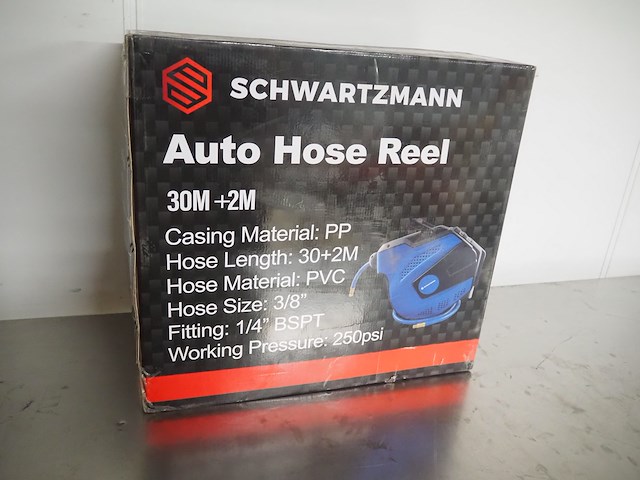 SCHWARTZMANN
Auto Hose Reel
30M +2M
Casing Material: PP
Hose Length: 30+2M
Hose Material: PVC
Hose Size: 3/8”
Fitting: 1/4” BSPT
Working Pressure: 250psi